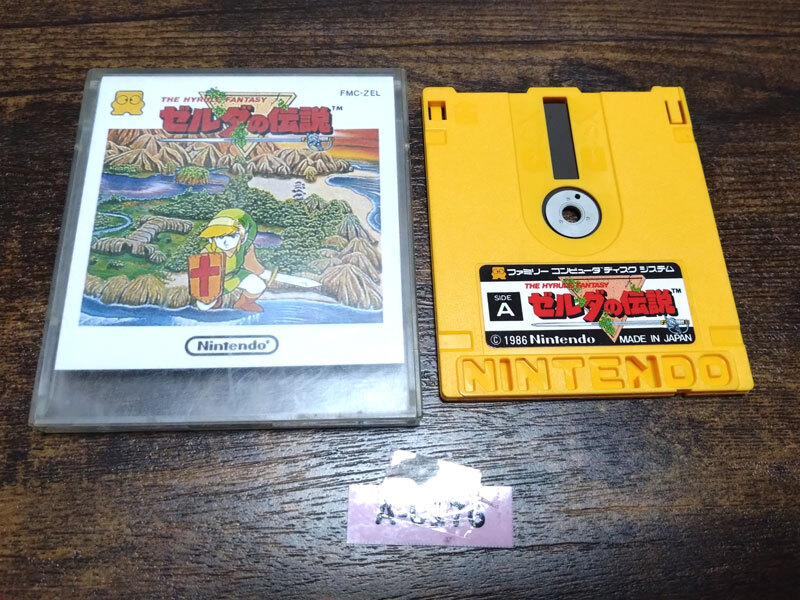 FMC-ZEL
THE HYRULE FANTASY
ゼルダの伝説™
Nintendo®
ファミリー コンピュータ ディスク システム
THE HYRULE FANTASY
SIDE
A
ゼルダの伝説™
© 1986 Nintendo
MADE IN JAPAN
NINTENDO